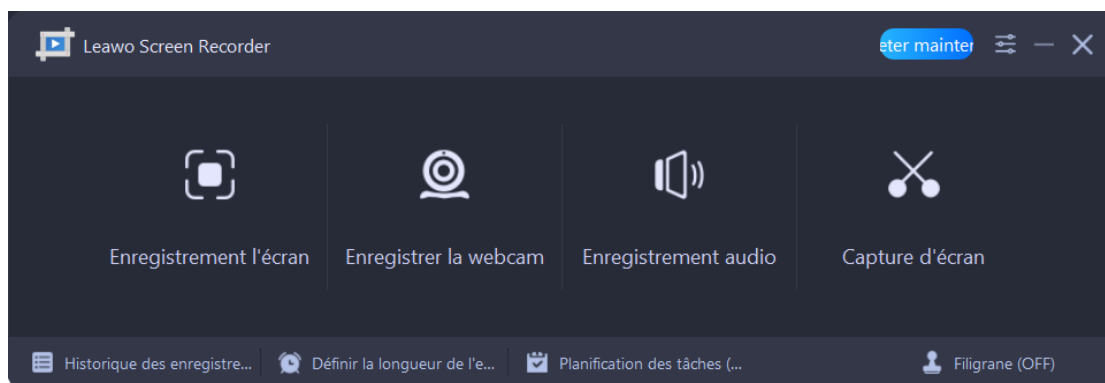 Leawo Screen Recorder
eter mainter
Enregistrement l'écran
Enregistrer la webcam
Enregistrement audio
Capture d'écran
Historique des enregistre...
Définir la longueur de l'e...
Planification des tâches (...
Filigrane (OFF)